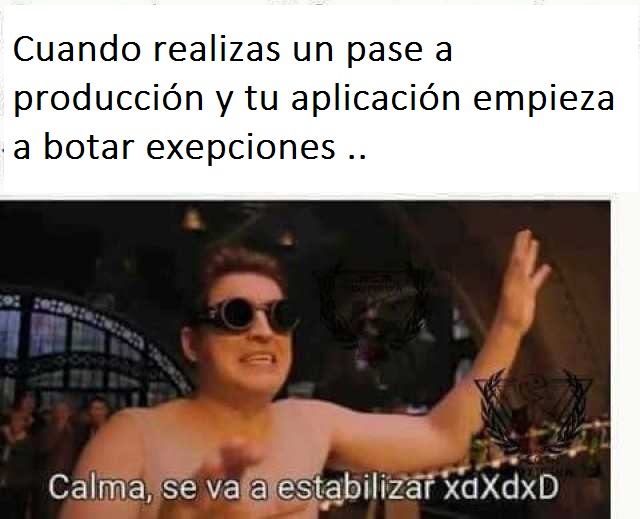 Cuando realizas un pase a
producción y tu aplicación empieza
a botar exepciones ..
Calma, se va a estabilizar xdXdxD